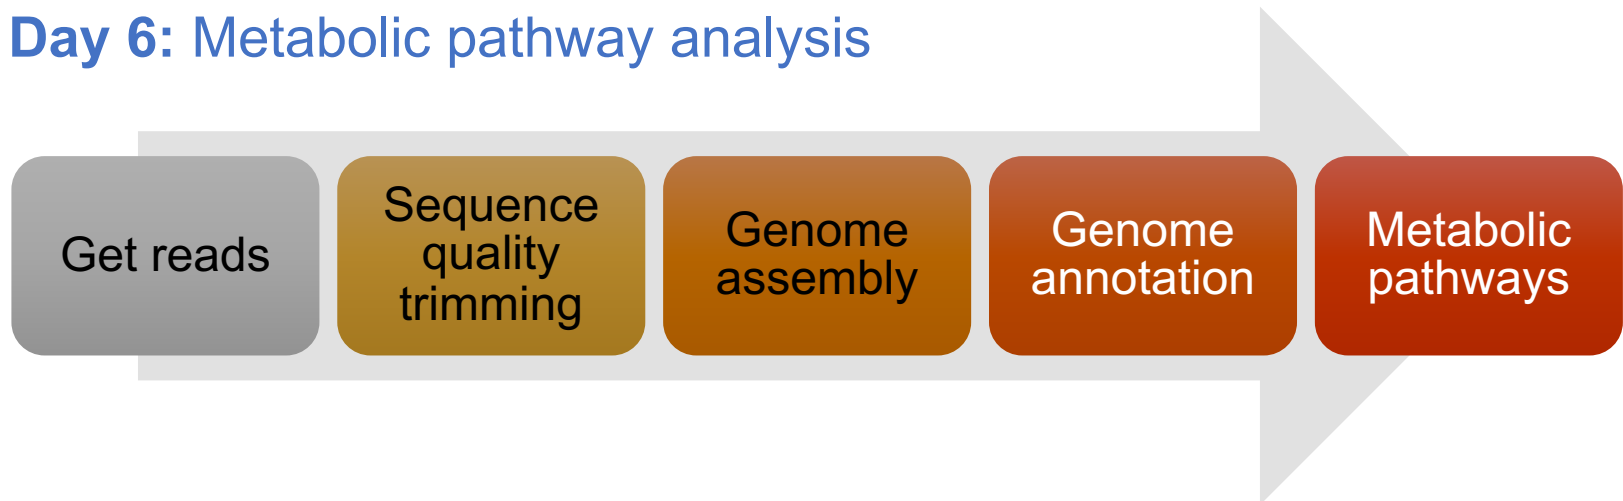 Day 6: Metabolic pathway analysis
Get reads
Sequence
quality
trimming
Genome
assembly
Genome
annotation
Metabolic
pathways